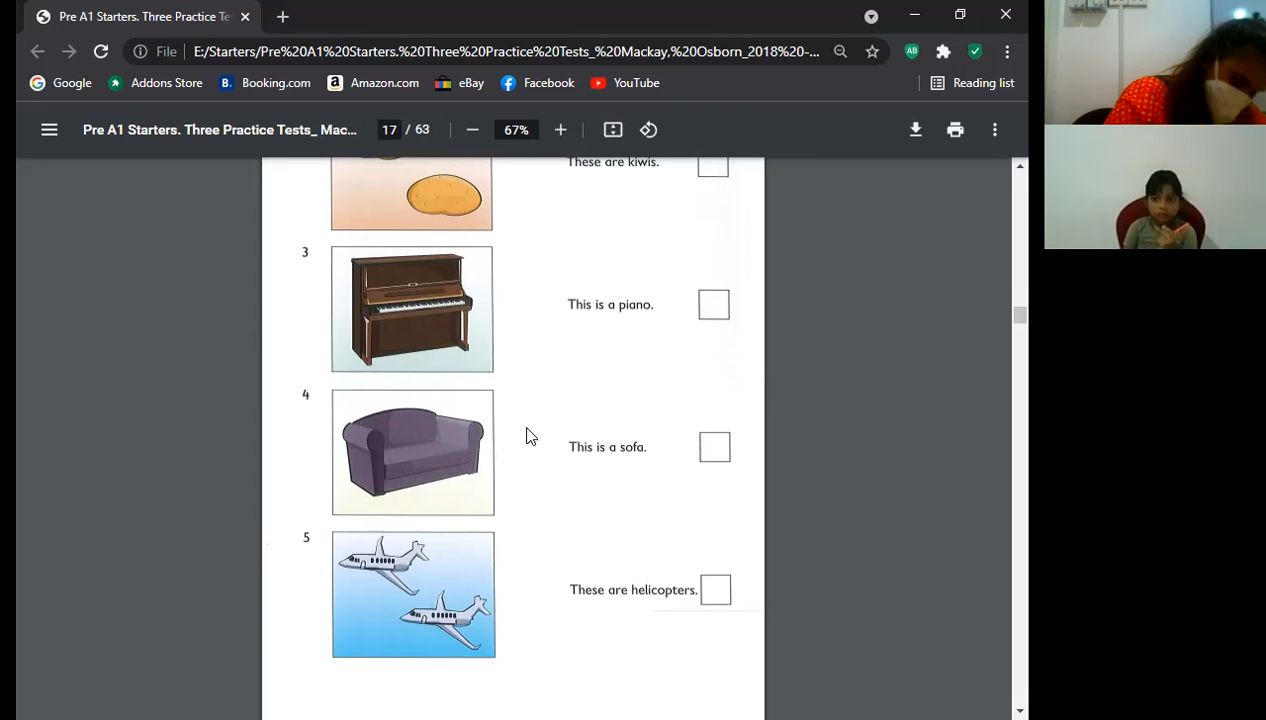 Pre A1 Starters. Three Practice Te
File E:/Starters/Pre%20A1%20Starters.%20Three%20Practice%20Tests_%20Mackay,%20Osborn_2018%20-... AB
Google Addons Store B. Booking.com a Amazon.com eBay Facebook YouTube Reading list
Pre A1 Starters. Three Practice Tests_ Mac... 17 / 63 67%
These are kiwis.
3
This is a piano.
4
This is a sofa.
5
These are helicopters.